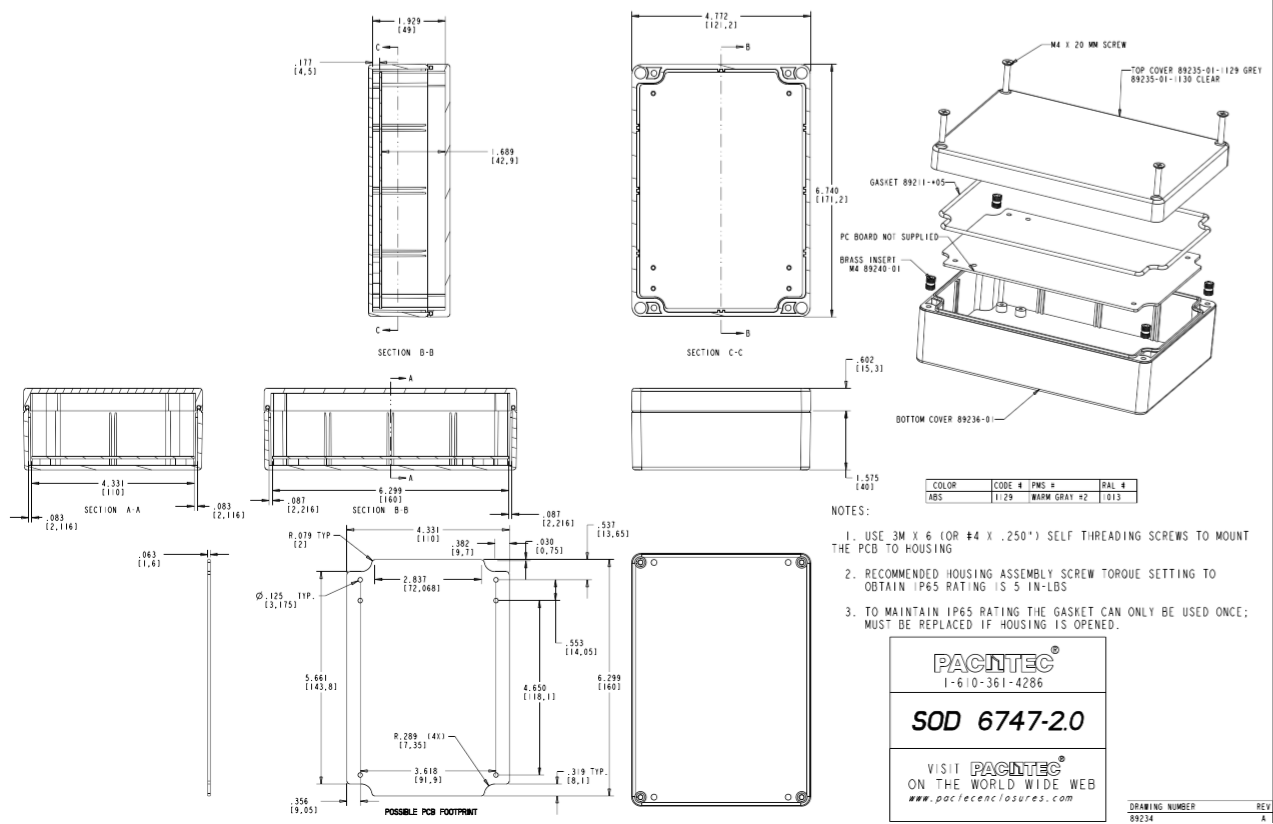 1.929
[49]
C
.177
[4,5]
1.689
[42,9]
C
SECTION B-B
4.772
[121,2]
B
6.740
[171,2]
B
SECTION C-C
M4 X 20 MM SCREW
TOP COVER 89235-01-1129 GREY
89235-01-1130 CLEAR
GASKET 89211-*05
PC BOARD NOT SUPPLIED
BRASS INSERT
M4 89240-01
BOTTOM COVER 89236-01
4.331
[110]
SECTION A-A
.083
[2,116]
.083
[2,116]
A
A
6.299
[160]
SECTION B-B
.087
[2,216]
.087
[2,216]
.602
[15,3]
1.575
[40]
COLOR CODE # PMS # RAL #
ABS 1129 WARM GRAY #2 1013
NOTES:
1. USE 3M X 6 (OR #4 X .250") SELF THREADING SCREWS TO MOUNT
THE PCB TO HOUSING
2. RECOMMENDED HOUSING ASSEMBLY SCREW TORQUE SETTING TO
OBTAIN IP65 RATING IS 5 IN-LBS
3. TO MAINTAIN IP65 RATING THE GASKET CAN ONLY BE USED ONCE;
MUST BE REPLACED IF HOUSING IS OPENED.
.063
[1,6]
R.079 TYP
[2]
4.331
[110]
.382
[9,7]
.030
[0,75]
.537
[13,65]
2.837
[72,068]
Ø.125 TYP.
[3,175]
.553
[14,05]
5.661
[143,8]
4.650
[118,1]
6.299
[160]
R.289 (4X)
[7,35]
3.618
[91,9]
.319 TYP.
[8,1]
.356
[9,05]
POSSIBLE PCB FOOTPRINT
PACTEC®
1-610-361-4286
SOD 6747-2.0
VISIT PACTEC®
ON THE WORLD WIDE WEB
www.pactecenclosures.com
DRAWING NUMBER REV
89234 A